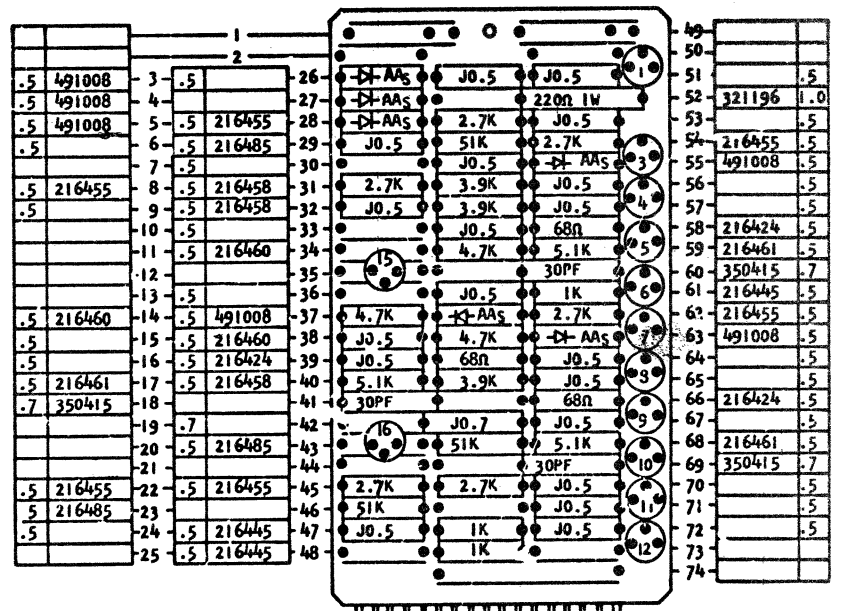 1
2
49
50
26 AAS J0.5 J0.5 1 51 .5
.5 491008 3 .5
27 AAS 220Ω 1W 52 321196 1.0
.5 491008 4
28 AAS 2.7K J0.5 53 .5
.5 491008 5 .5 216455
29 J0.5 51K 2.7K 54 216455 .5
.5 6 .5 216485
30 J0.5 AAS 3 55 491008 .5
7 .5
31 2.7K 3.9K J0.5 56 .5
.5 216455 8 .5 216458
32 J0.5 3.9K J0.5 4 57 .5
.5 9 .5 216458
33 J0.5 68Ω 58 216424 .5
10 .5
34 4.7K 5.1K 5 59 216461 .5
11 .5 216460
35 15 30PF 60 350415 .7
12
36 J0.5 1K 6 61 216445 .5
13 .5
37 4.7K AAS 2.7K 62 216455 .5
.5 216460 14 .5 491008
38 J0.5 4.7K AAS 7 63 491008 .5
.5 15 .5 216460
39 J0.5 68Ω J0.5 64 .5
.5 16 .5 216424
40 5.1K 3.9K J0.5 8 65 .5
.5 216461 17 .5 216458
41 30PF 68Ω 66 216424 .5
.7 350415 18
42 J0.7 9 67 .5
19 .7
43 16 51K 5.1K 68 216461 .5
20 .5 216485
44 30PF 10 69 350415 .7
21
45 2.7K 2.7K J0.5 70 .5
.5 216455 22 .5 216455
46 51K J0.5 11 71 .5
.5 216485 23
47 J0.5 1K J0.5 72 .5
.5 24 .5 216445
48 1K 12 73
25 .5 216445
74